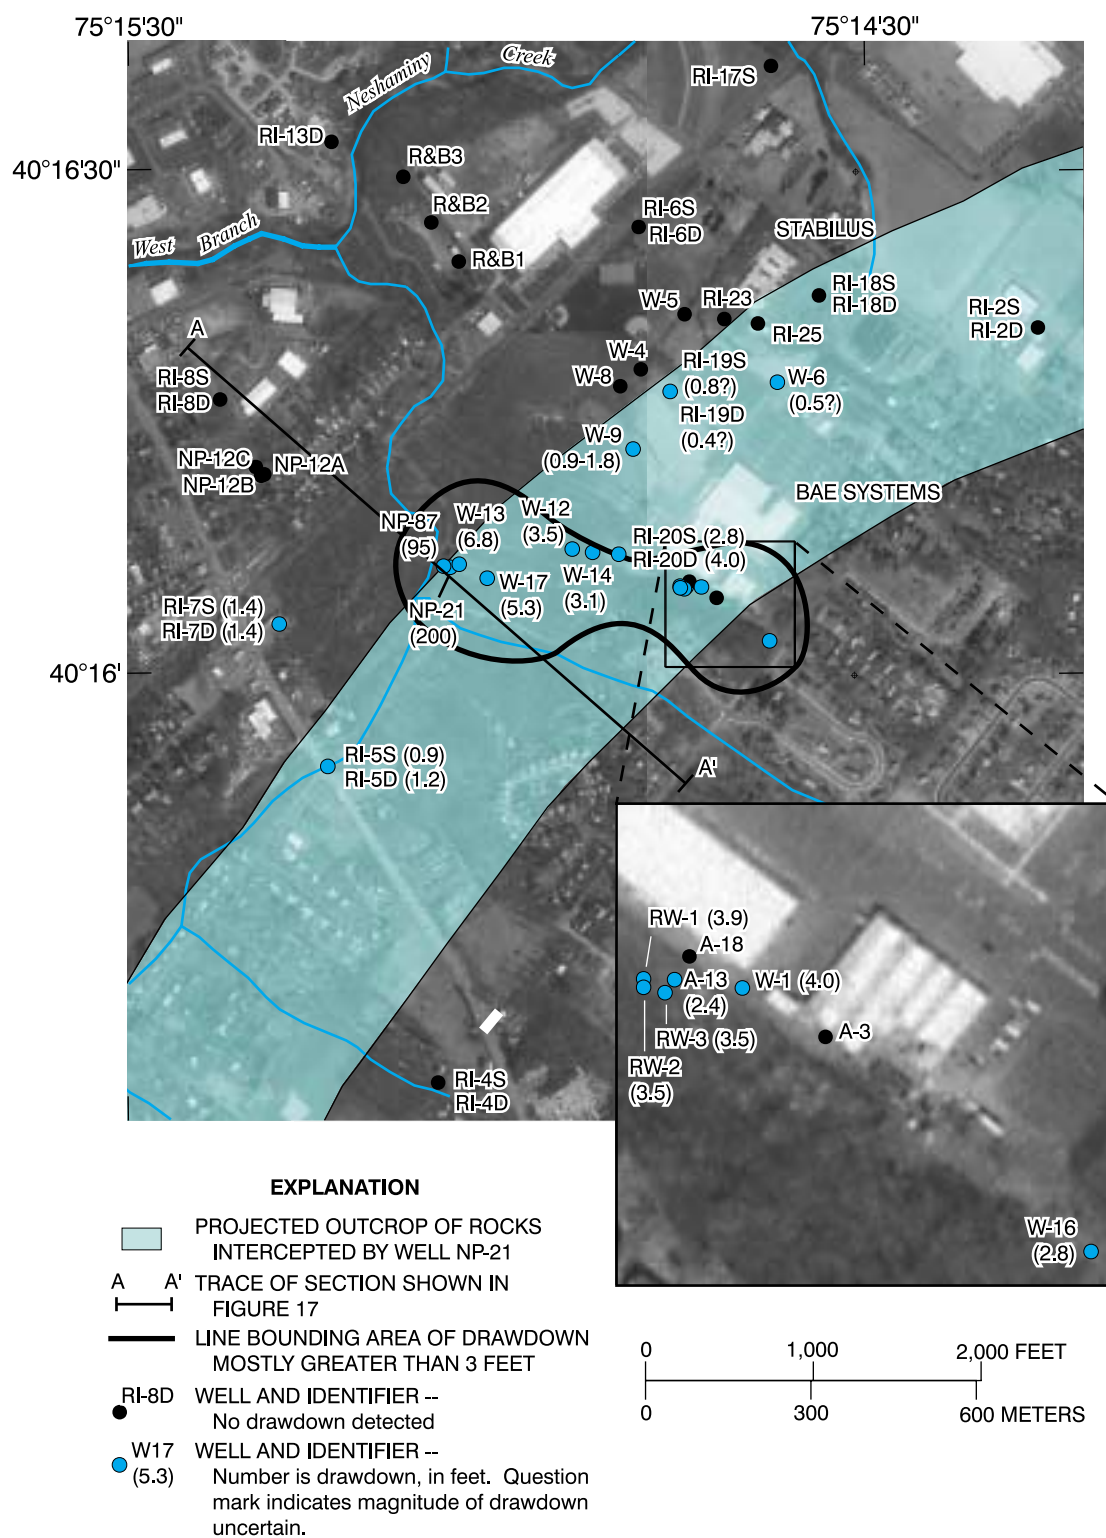 75°15'30"
75°14'30"
Neshaminy
Creek
RI-17S
RI-13D
40°16'30"
R&B3
R&B2
R&B1
RI-6S
RI-6D
West
Branch
STABILUS
RI-18S
RI-18D
W-5
RI-23
RI-25
RI-2S
RI-2D
A
RI-8S
RI-8D
W-4
W-8
RI-19S
(0.8?)
RI-19D
(0.4?)
W-6
(0.5?)
W-9
(0.9-1.8)
NP-12C
NP-12A
NP-12B
BAE SYSTEMS
NP-87
(95)
W-13
(6.8)
W-12
(3.5)
RI-20S (2.8)
RI-20D (4.0)
W-17
(5.3)
W-14
(3.1)
NP-21
(200)
RI-7S (1.4)
RI-7D (1.4)
40°16'
RI-5S (0.9)
RI-5D (1.2)
A'
RW-1 (3.9)
A-18
A-13
(2.4)
W-1 (4.0)
RW-3 (3.5)
A-3
RW-2
(3.5)
RI-4S
RI-4D
W-16
(2.8)
EXPLANATION
PROJECTED OUTCROP OF ROCKS
INTERCEPTED BY WELL NP-21
A A' TRACE OF SECTION SHOWN IN
FIGURE 17
LINE BOUNDING AREA OF DRAWDOWN
MOSTLY GREATER THAN 3 FEET
RI-8D WELL AND IDENTIFIER --
No drawdown detected
W17 WELL AND IDENTIFIER --
(5.3) Number is drawdown, in feet. Question
mark indicates magnitude of drawdown
uncertain.
0 1,000 2,000 FEET
0 300 600 METERS